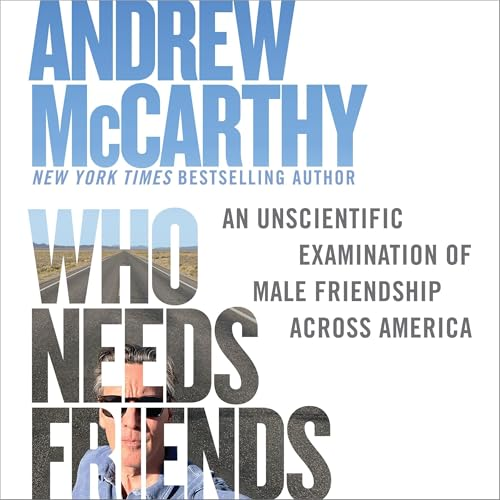 ANDREW
McCARTHY
NEW YORK TIMES BESTSELLING AUTHOR
WHO
NEEDS
FRIENDS
AN UNSCIENTIFIC
EXAMINATION OF
MALE FRIENDSHIP
ACROSS AMERICA